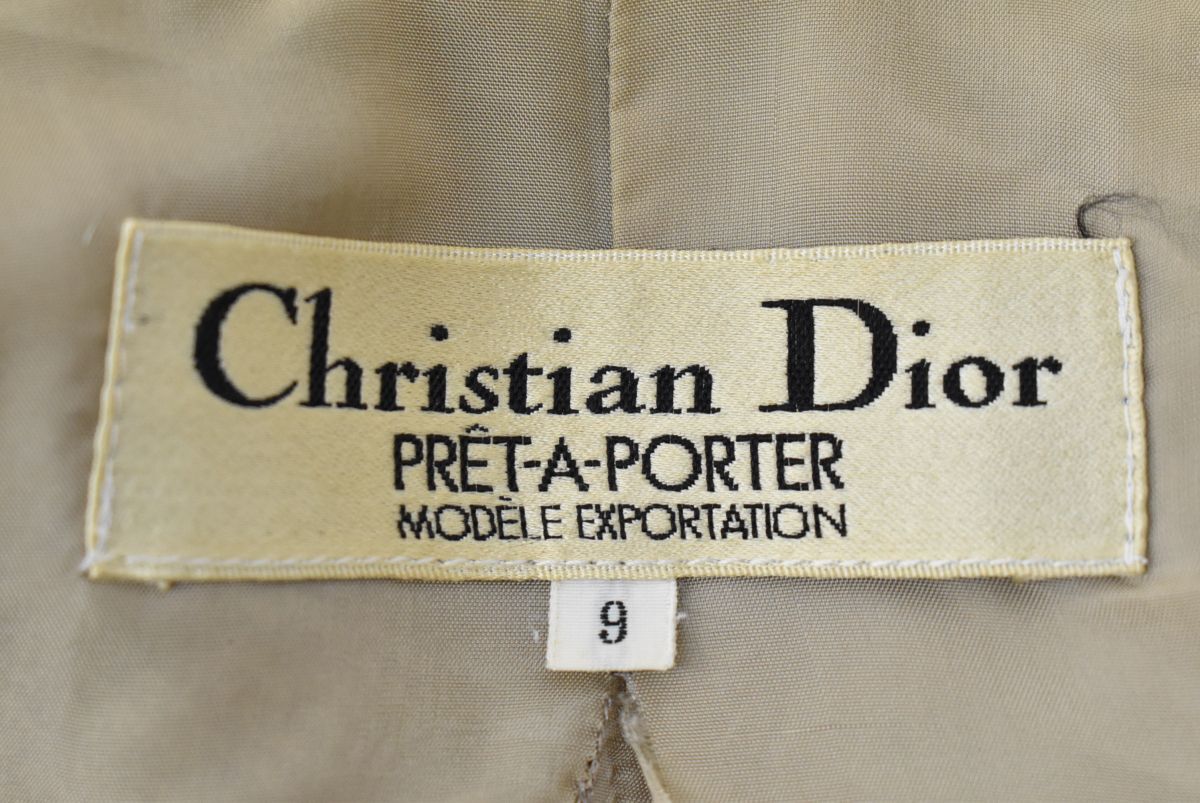 Christian Dior
PRÊT-A-PORTER
MODÈLE EXPORTATION
9